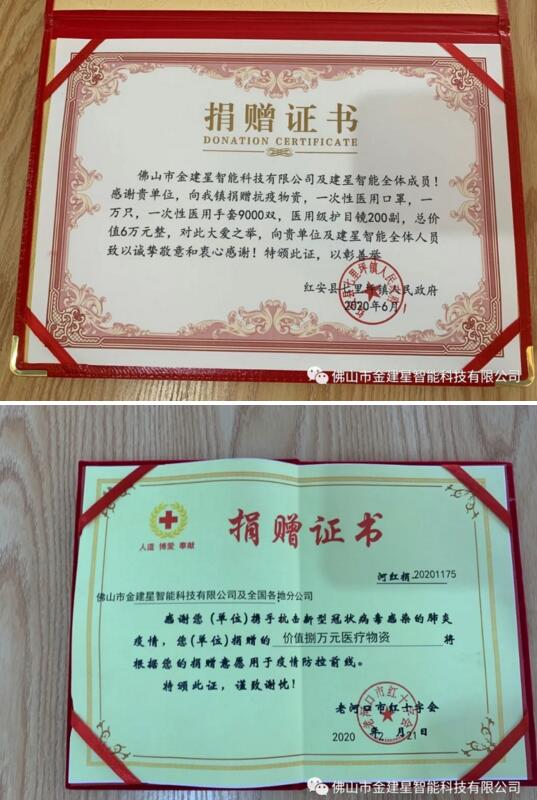 捐赠证书
DONATION CERTIFICATE
佛山市金建星智能科技有限公司及建星智能全体成员！
感谢贵单位，向我镇捐赠抗疫物资，一次性医用口罩，一
万只，一次性医用手套9000双，医用级护目镜200副，总价
值6万元整，对此大爱之举，向贵单位及建星智能全体人员
致以诚挚敬意和衷心感谢！特颁此证，以彰善举
红安县七里坪镇人民政府
2020年6月
佛山市金建星智能科技有限公司
人道 博爱 奉献
捐赠证书
河红捐.20201175
佛山市金建星智能科技有限公司及全国各地分公司
感谢您(单位)携手抗击新型冠状病毒感染的肺炎
疫情，您(单位)捐赠的 价值捌万元医疗物资 将
根据您的捐赠意愿用于疫情防控前线。
特颁此证，谨致谢忱！
老河口市红十字会
2020 2月21日
老河口市红十字会
佛山市金建星智能科技有限公司